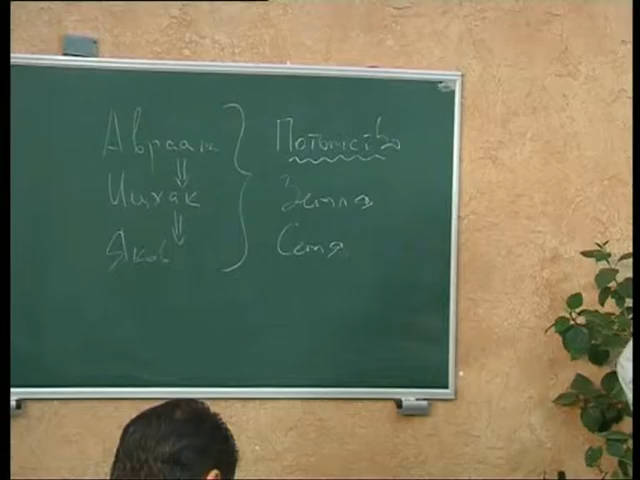 Авраам
Ицхак
Яков
Потомство
Земля
Семя